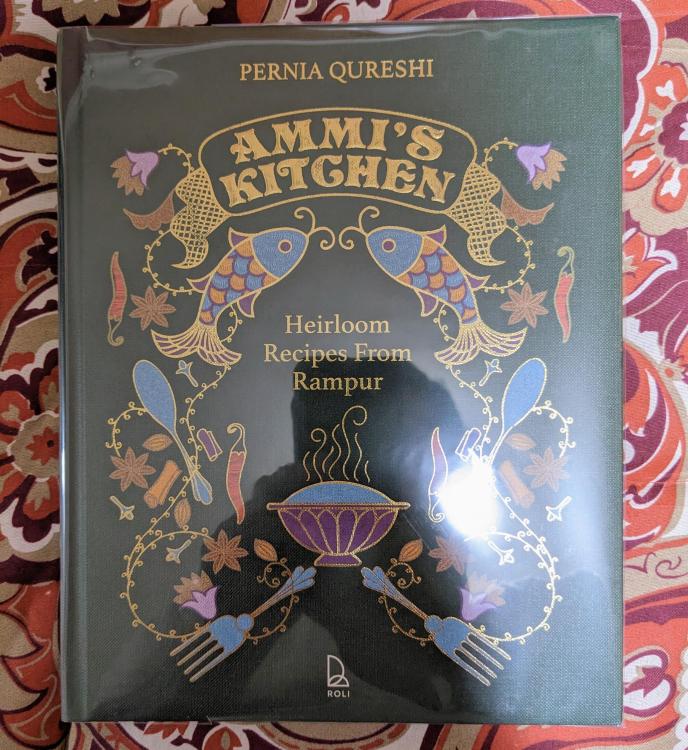 PERNIA QURESHI
AMMI'S
KITCHEN
Heirloom
Recipes From
Rampur
ROLI